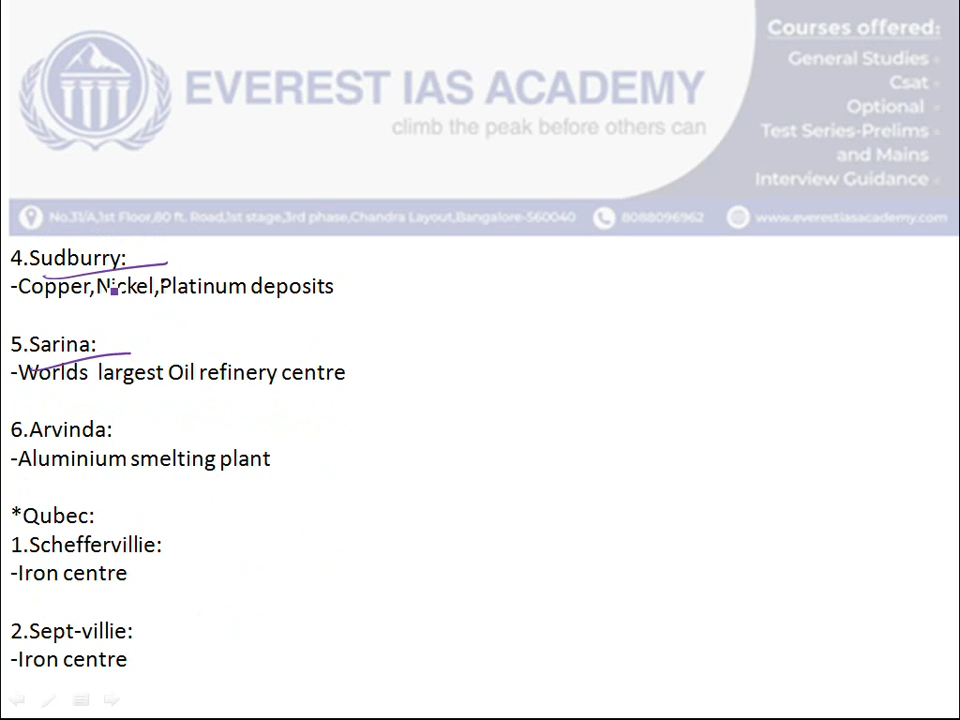 EVEREST IAS ACADEMY
climb the peak before others can
Courses offered:
General Studies
Csat
Optional
Test Series-Prelims
and Mains
Interview Guidance
No.31/A,1st Floor,80 ft. Road,1st stage,3rd phase,Chandra Layout,Bangalore-560040
8088096962
www.everestiasacademy.com
4.Sudburry:
-Copper,Nickel,Platinum deposits
5.Sarina:
-Worlds largest Oil refinery centre
6.Arvinda:
-Aluminium smelting plant
*Qubec:
1.Scheffervillie:
-Iron centre
2.Sept-villie:
-Iron centre